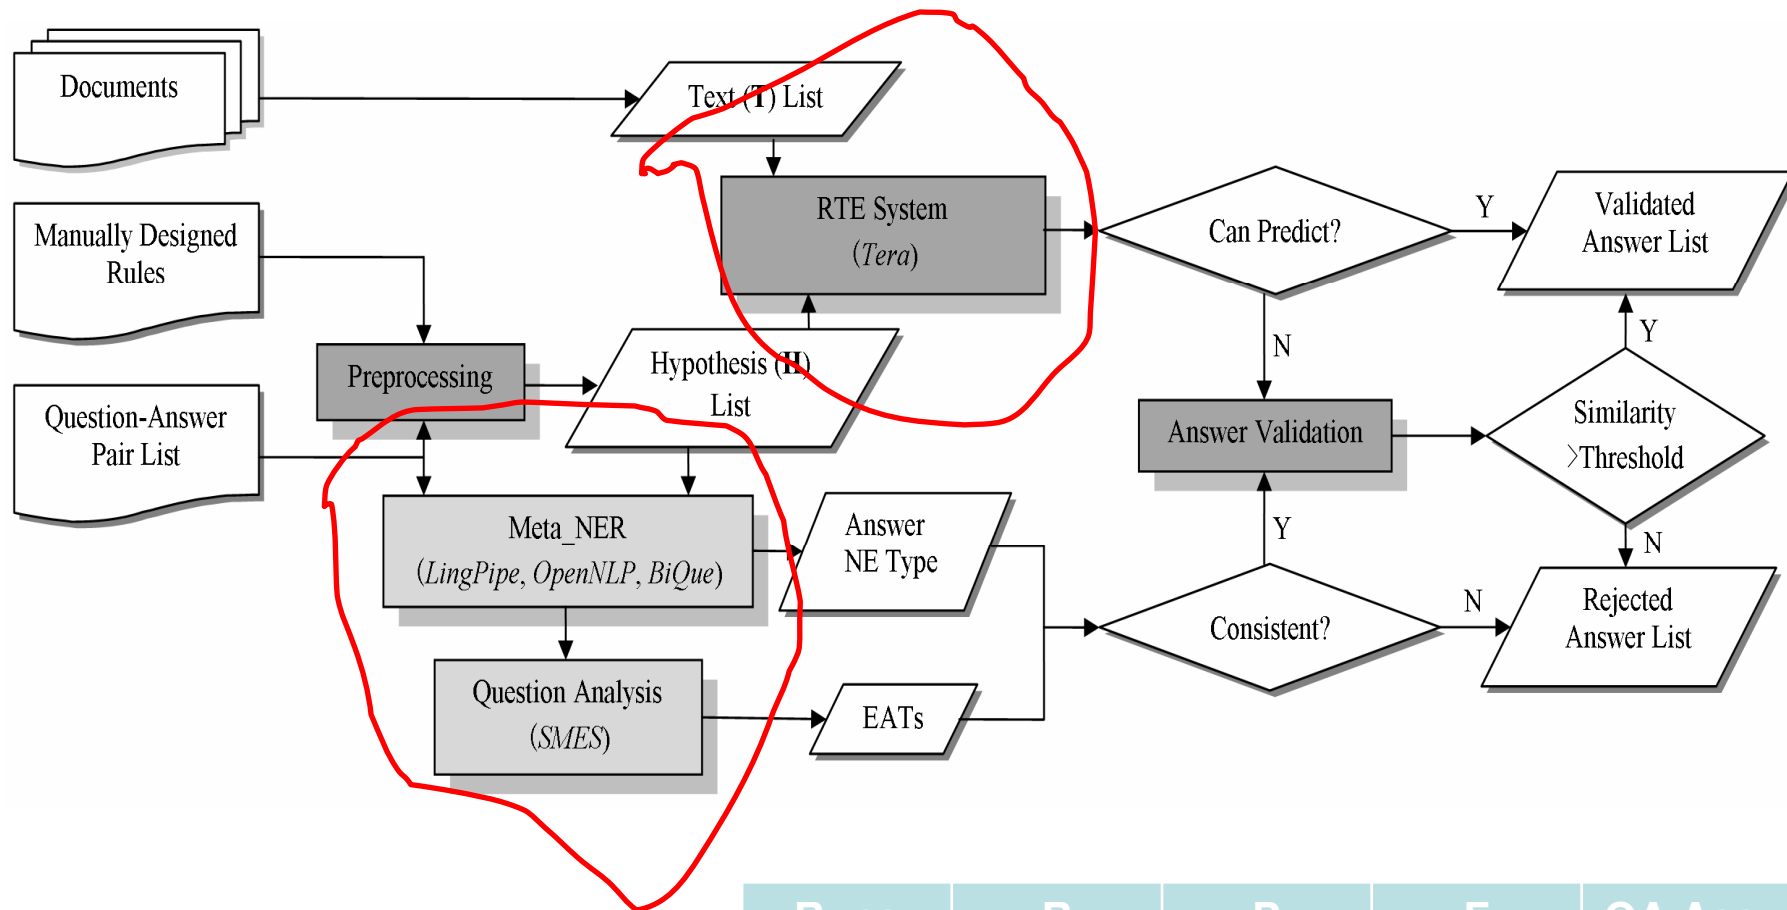 Documents
Text (T) List
RTE System
(Tera)
Can Predict?
Y
Validated
Answer List
Manually Designed
Rules
N
Y
Preprocessing
Hypothesis (H)
List
Question-Answer
Pair List
Answer Validation
Similarity
>Threshold
Meta_NER
(LingPipe, OpenNLP, BiQue)
Answer
NE Type
Y
N
Consistent?
N
Rejected
Answer List
Question Analysis
(SMES)
EATs